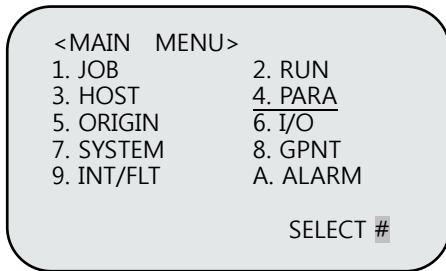 <MAIN MENU>
1. JOB 2. RUN
3. HOST 4. PARA
5. ORIGIN 6. I/O
7. SYSTEM 8. GPNT
9. INT/FLT A. ALARM
SELECT #